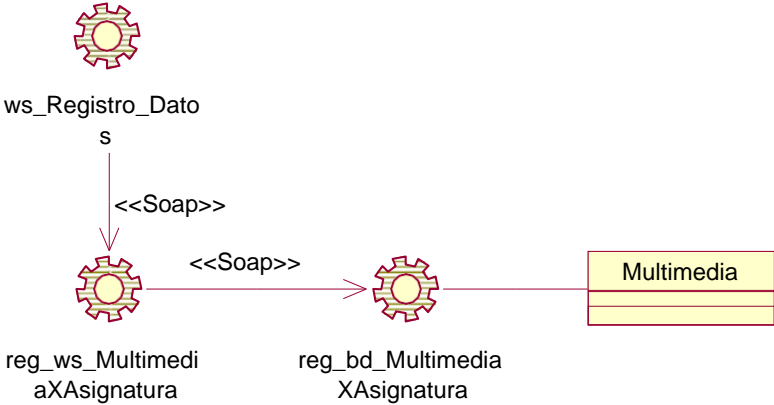 ws_Registro_Dato
s
<<Soap>>
<<Soap>>
Multimedia
reg_ws_Multimedi
aXAsignatura
reg_bd_Multimedia
XAsignatura